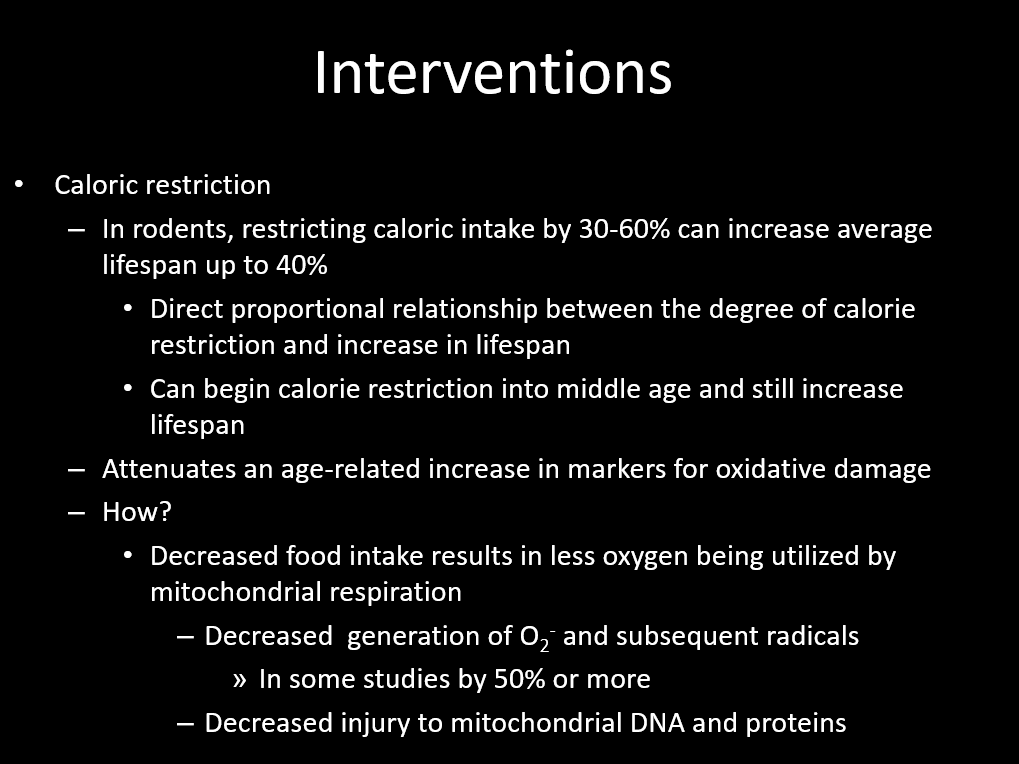 Interventions
• Caloric restriction
– In rodents, restricting caloric intake by 30-60% can increase average
lifespan up to 40%
• Direct proportional relationship between the degree of calorie
restriction and increase in lifespan
• Can begin calorie restriction into middle age and still increase
lifespan
– Attenuates an age-related increase in markers for oxidative damage
– How?
• Decreased food intake results in less oxygen being utilized by
mitochondrial respiration
– Decreased  generation of O₂⁻ and subsequent radicals
» In some studies by 50% or more
– Decreased injury to mitochondrial DNA and proteins